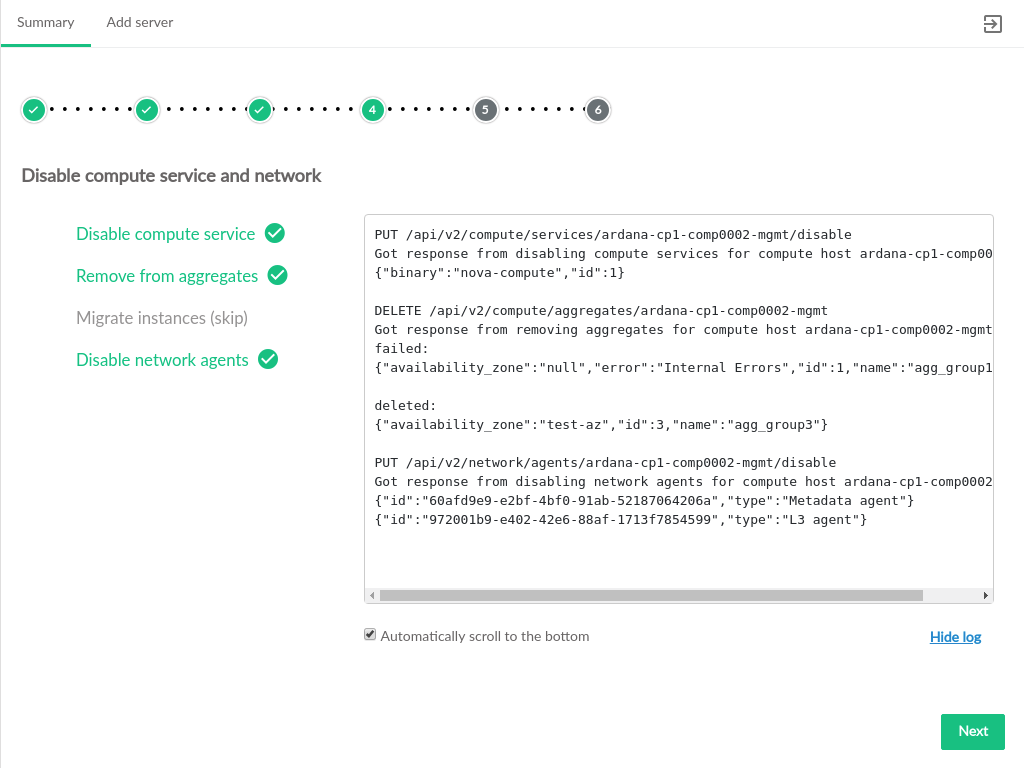 Summary
Add server
4
5
6
Disable compute service and network
Disable compute service
Remove from aggregates
Migrate instances (skip)
Disable network agents
PUT /api/v2/compute/services/ardana-cp1-comp0002-mgmt/disable
Got response from disabling compute services for compute host ardana-cp1-comp00
{"binary":"nova-compute","id":1}
DELETE /api/v2/compute/aggregates/ardana-cp1-comp0002-mgmt
Got response from removing aggregates for compute host ardana-cp1-comp0002-mgmt
failed:
{"availability_zone":"null","error":"Internal Errors","id":1,"name":"agg_group1
deleted:
{"availability_zone":"test-az","id":3,"name":"agg_group3"}
PUT /api/v2/network/agents/ardana-cp1-comp0002-mgmt/disable
Got response from disabling network agents for compute host ardana-cp1-comp0002
{"id":"60afd9e9-e2bf-4bf0-91ab-52187064206a","type":"Metadata agent"}
{"id":"972001b9-e402-42e6-88af-1713f7854599","type":"L3 agent"}
Automatically scroll to the bottom
Hide log
Next